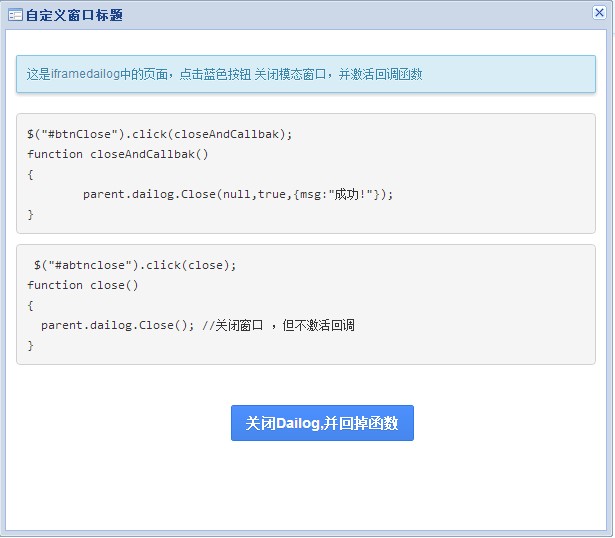 自定义窗口标题
这是iframedailog中的页面，点击蓝色按钮 关闭模态窗口，并激活回调函数
$("#btnClose").click(closeAndCallbak);
function closeAndCallbak()
{
        parent.dailog.Close(null,true,{msg:"成功!"});
}
 $("#abtnclose").click(close);
function close()
{
  parent.dailog.Close(); //关闭窗口 ，但不激活回调
}
关闭Dailog,并回掉函数